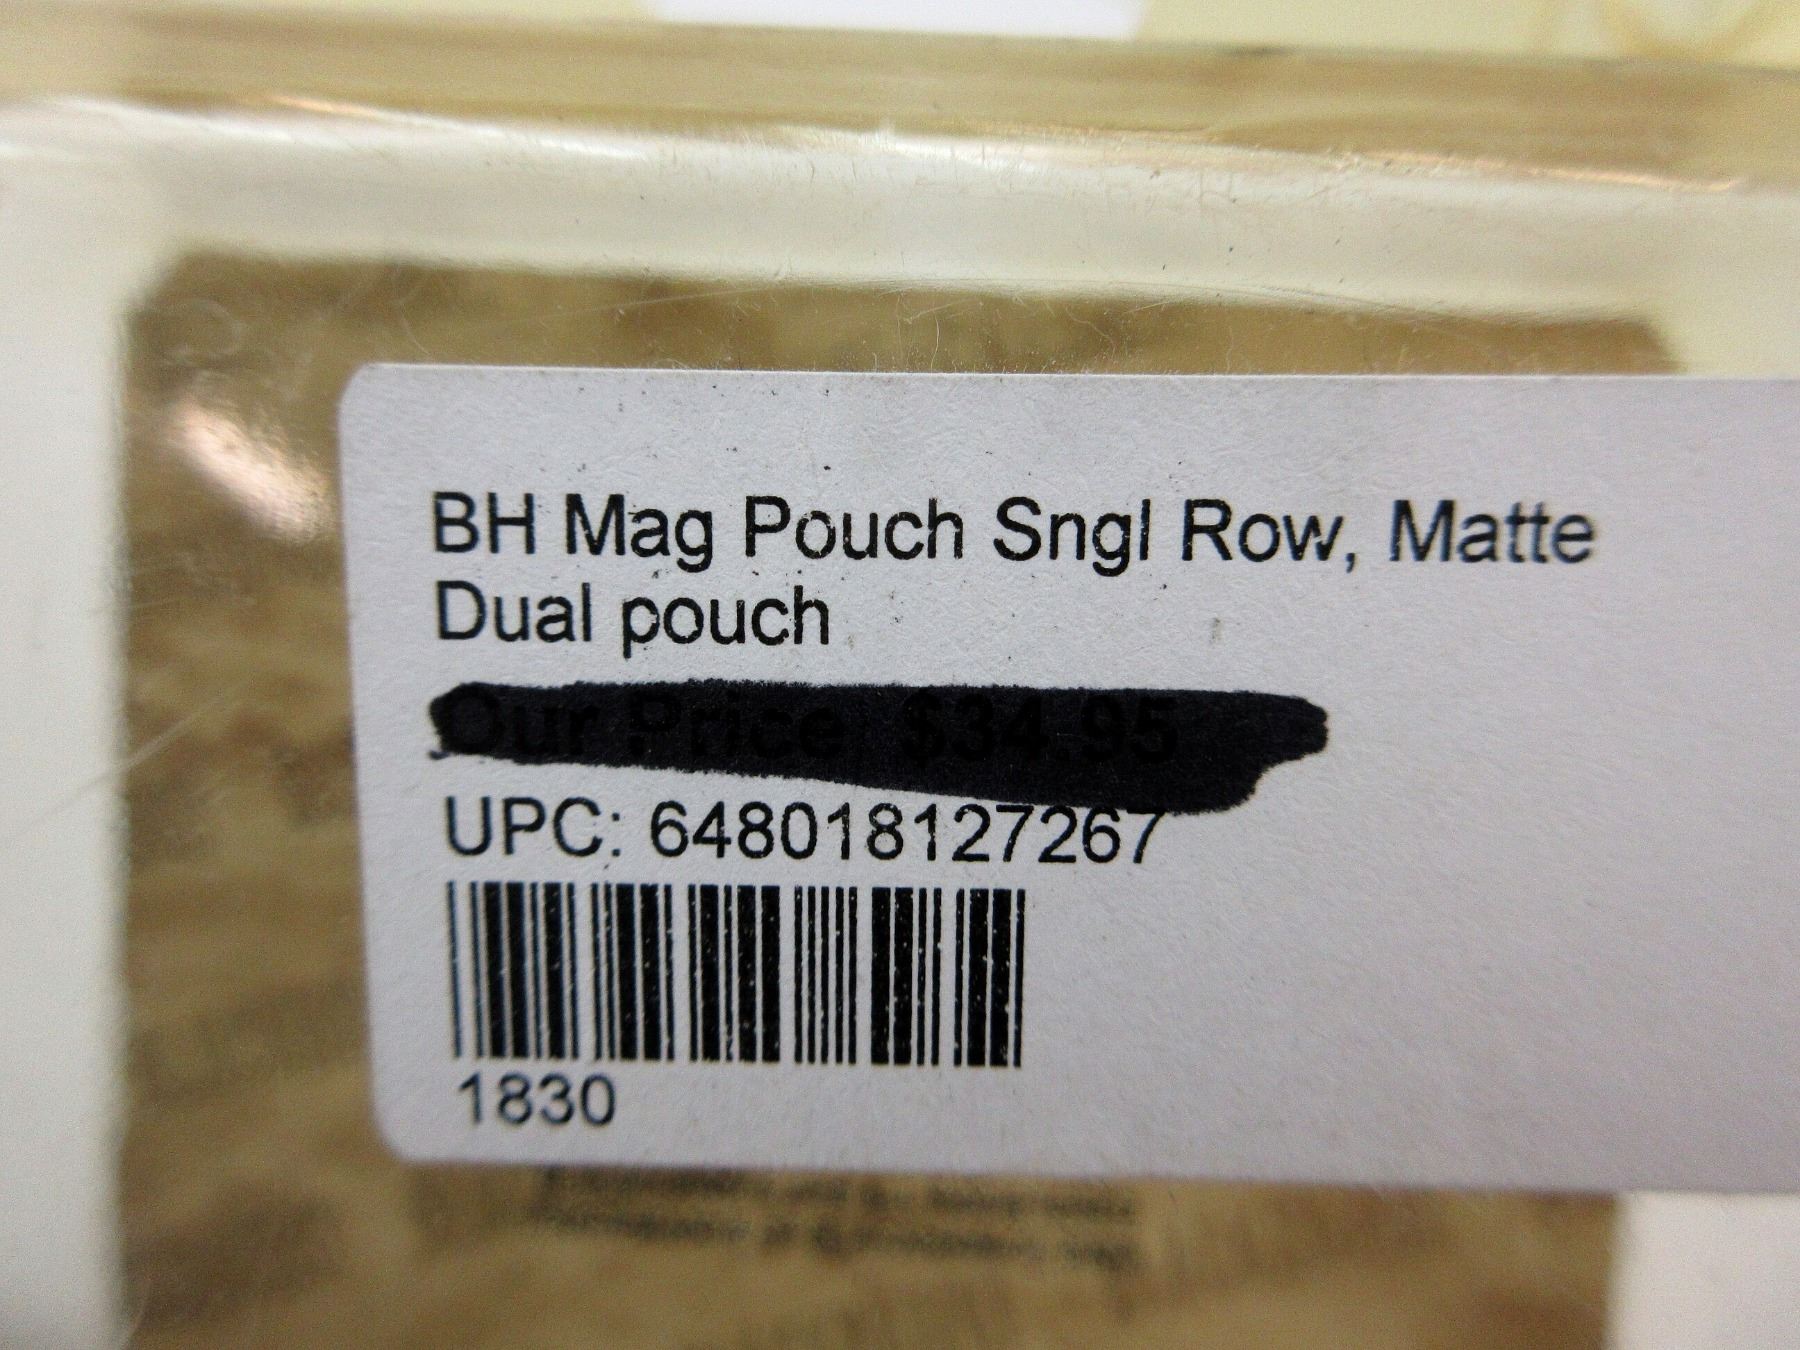 BH Mag Pouch Sngl Row, Matte
Dual pouch
Our Price $34.95
UPC: 648018127267
1830